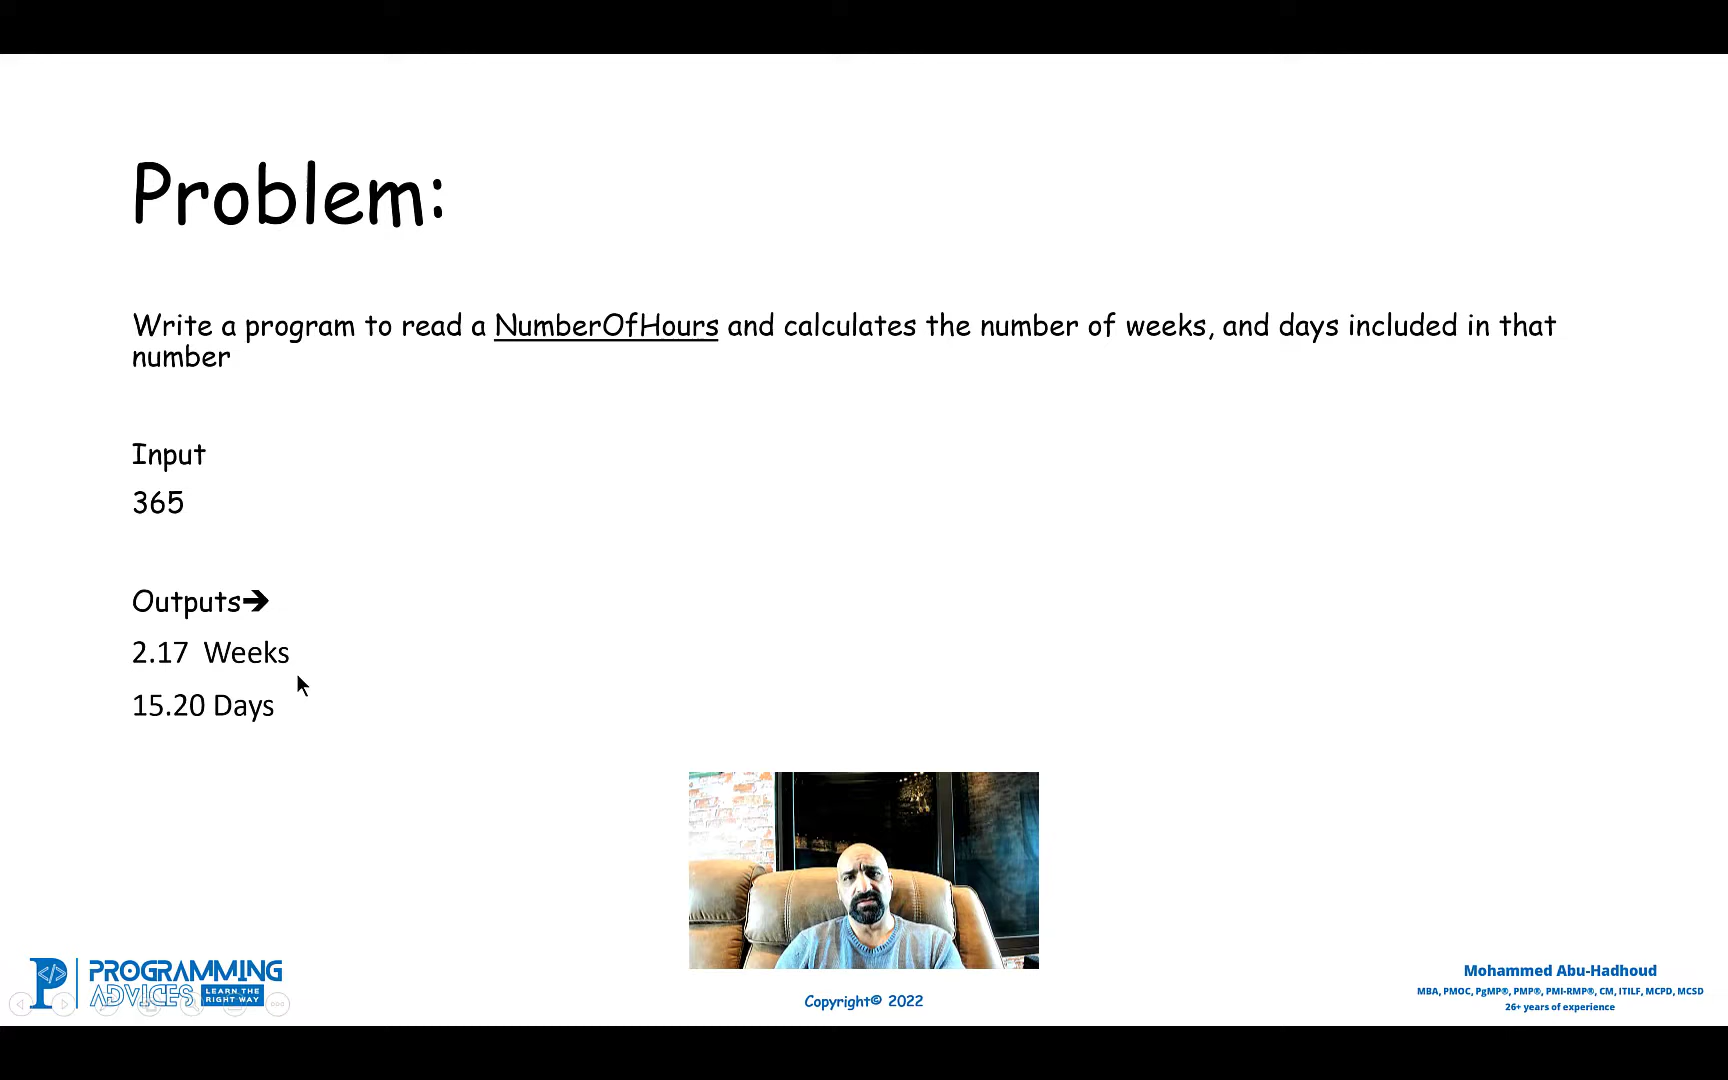 Problem:
Write a program to read a NumberOfHours and calculates the number of weeks, and days included in that
number
Input
365
Outputs➔
2.17  Weeks
15.20 Days
PROGRAMMING
ADVICES
LEARN THE
RIGHT WAY
Copyright© 2022
Mohammed Abu-Hadhoud
MBA, PMOC, PgMP®, PMP®, PMI-RMP®, CM, ITILF, MCPD, MCSD
26+ years of experience